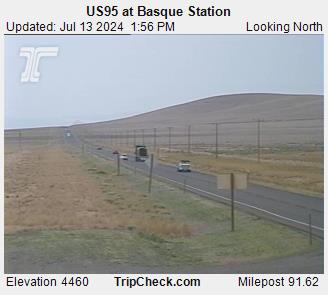 US95 at Basque Station
Updated: Jul 13 2024 1:56 PM Looking North
Elevation 4460 TripCheck.com Milepost 91.62